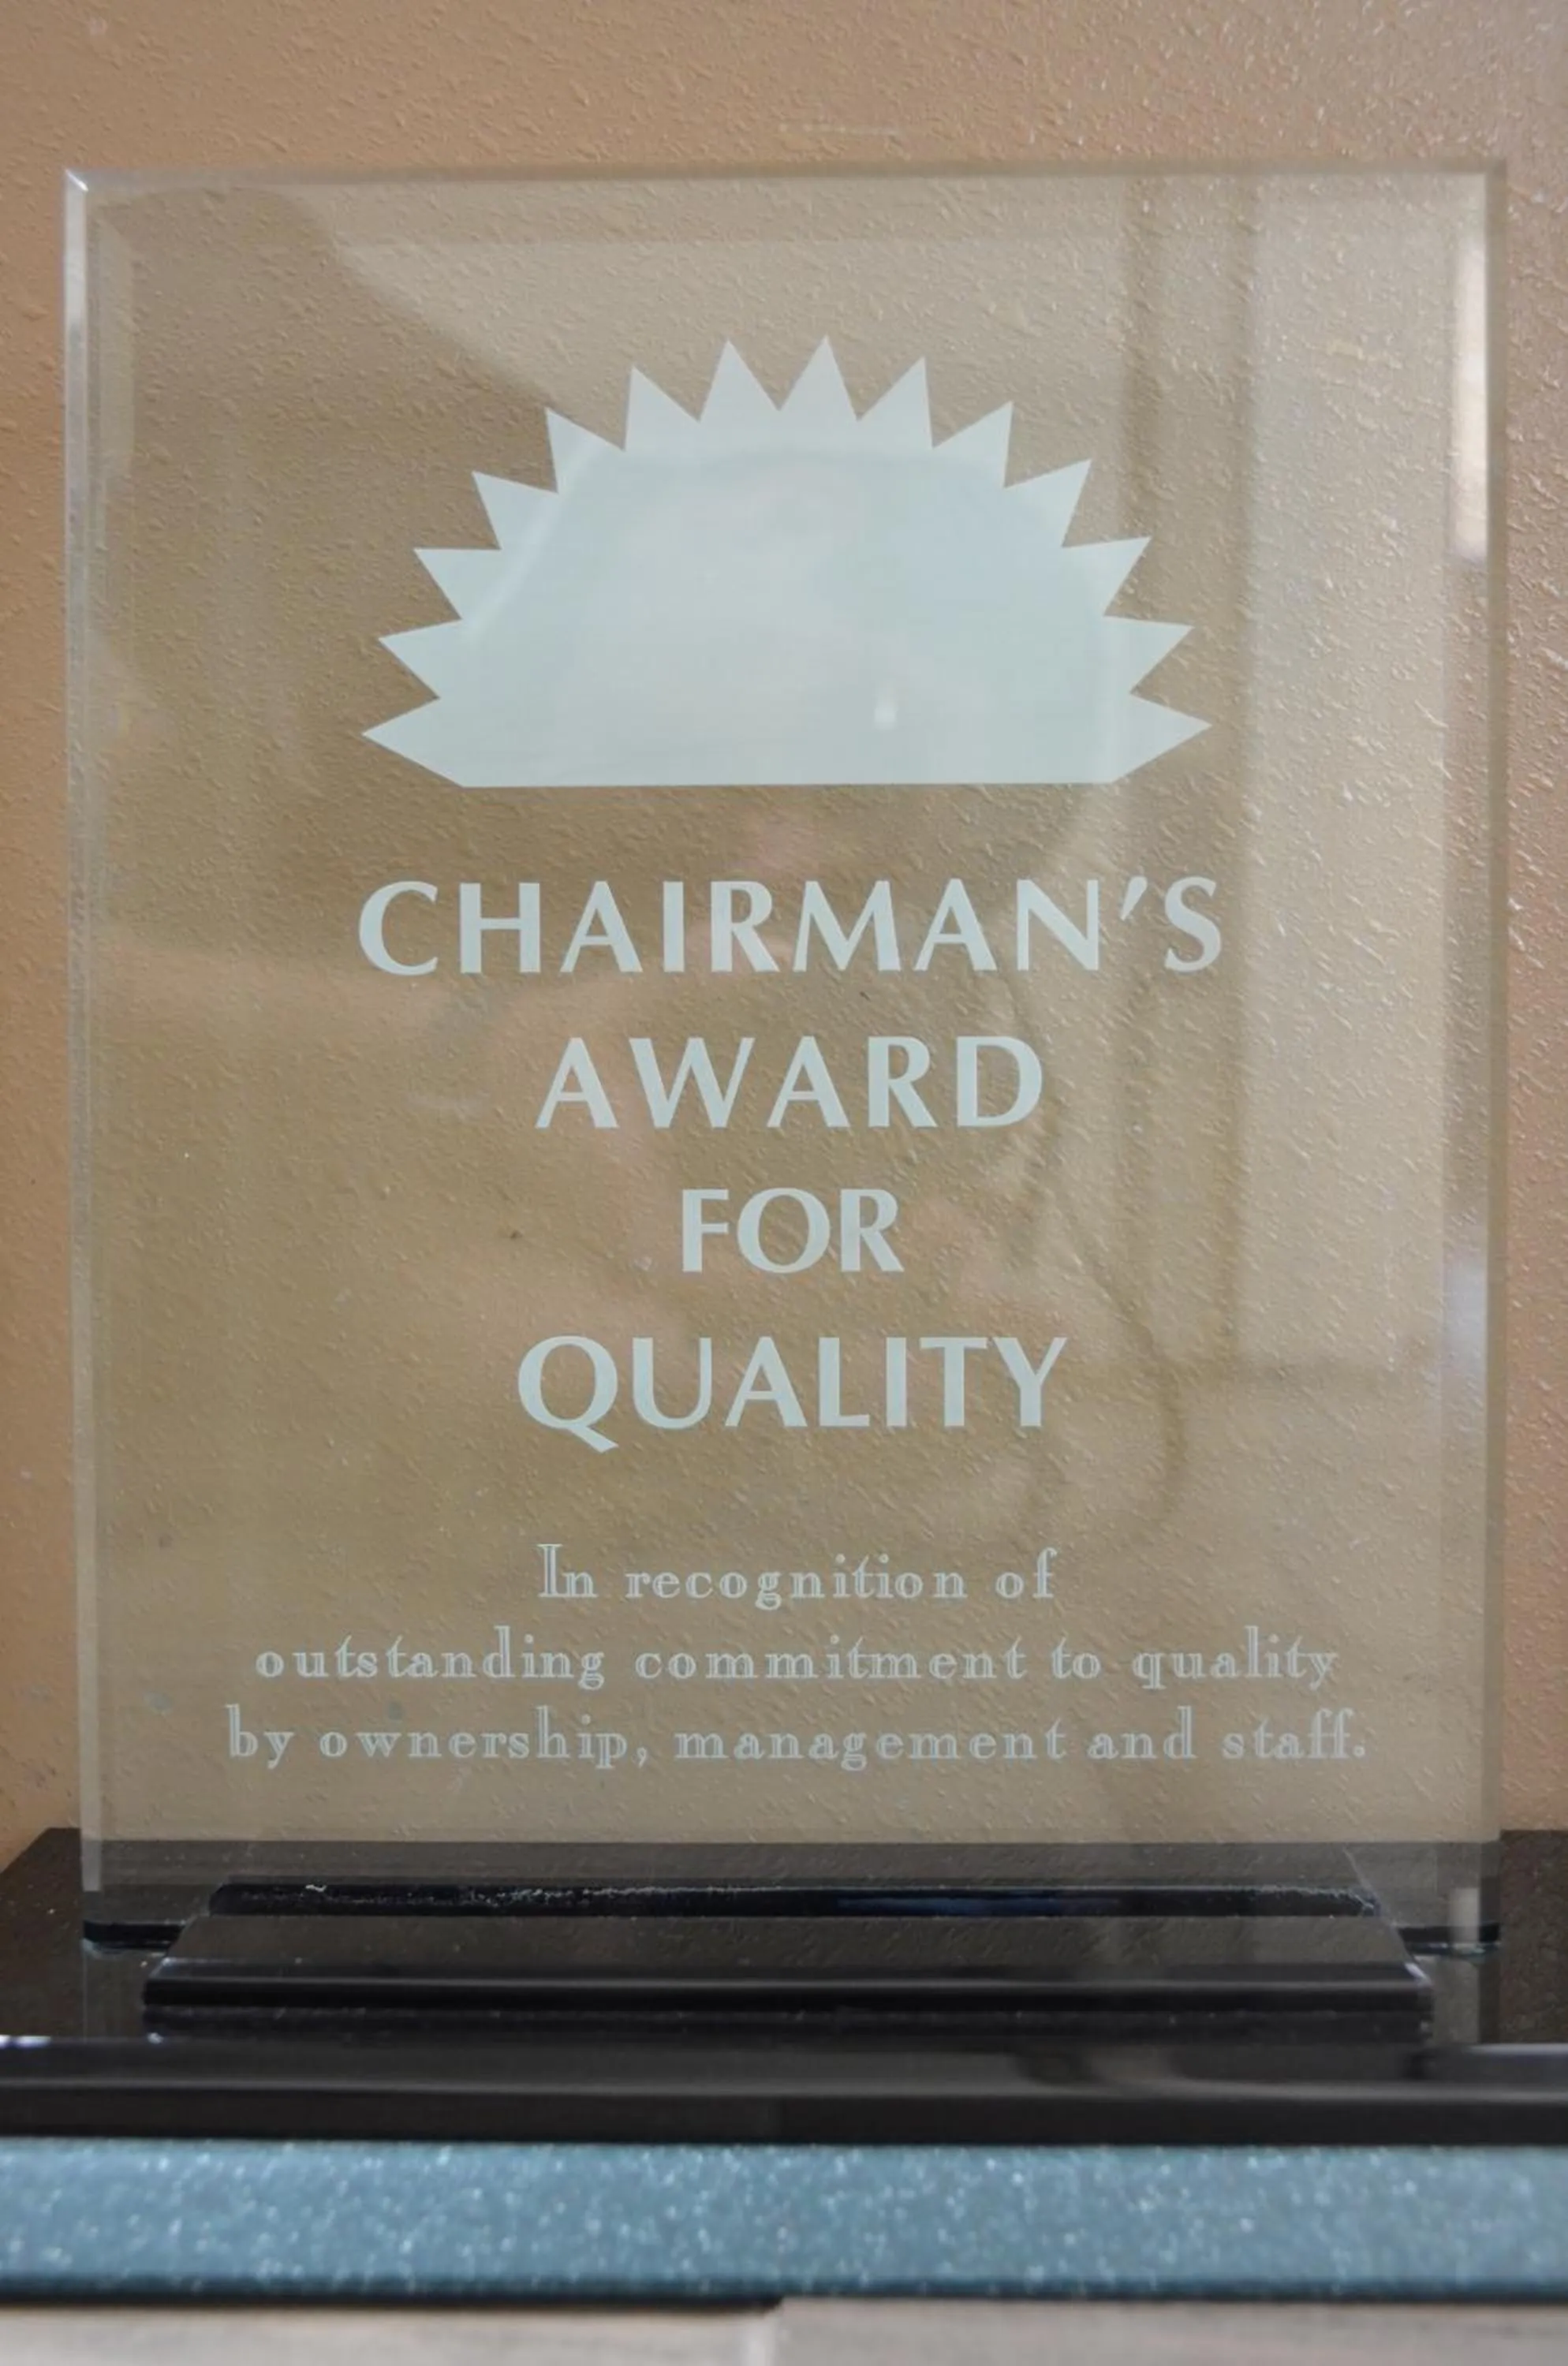 CHAIRMAN'S
AWARD
FOR
QUALITY
In recognition of
outstanding commitment to quality
by ownership, management and staff.